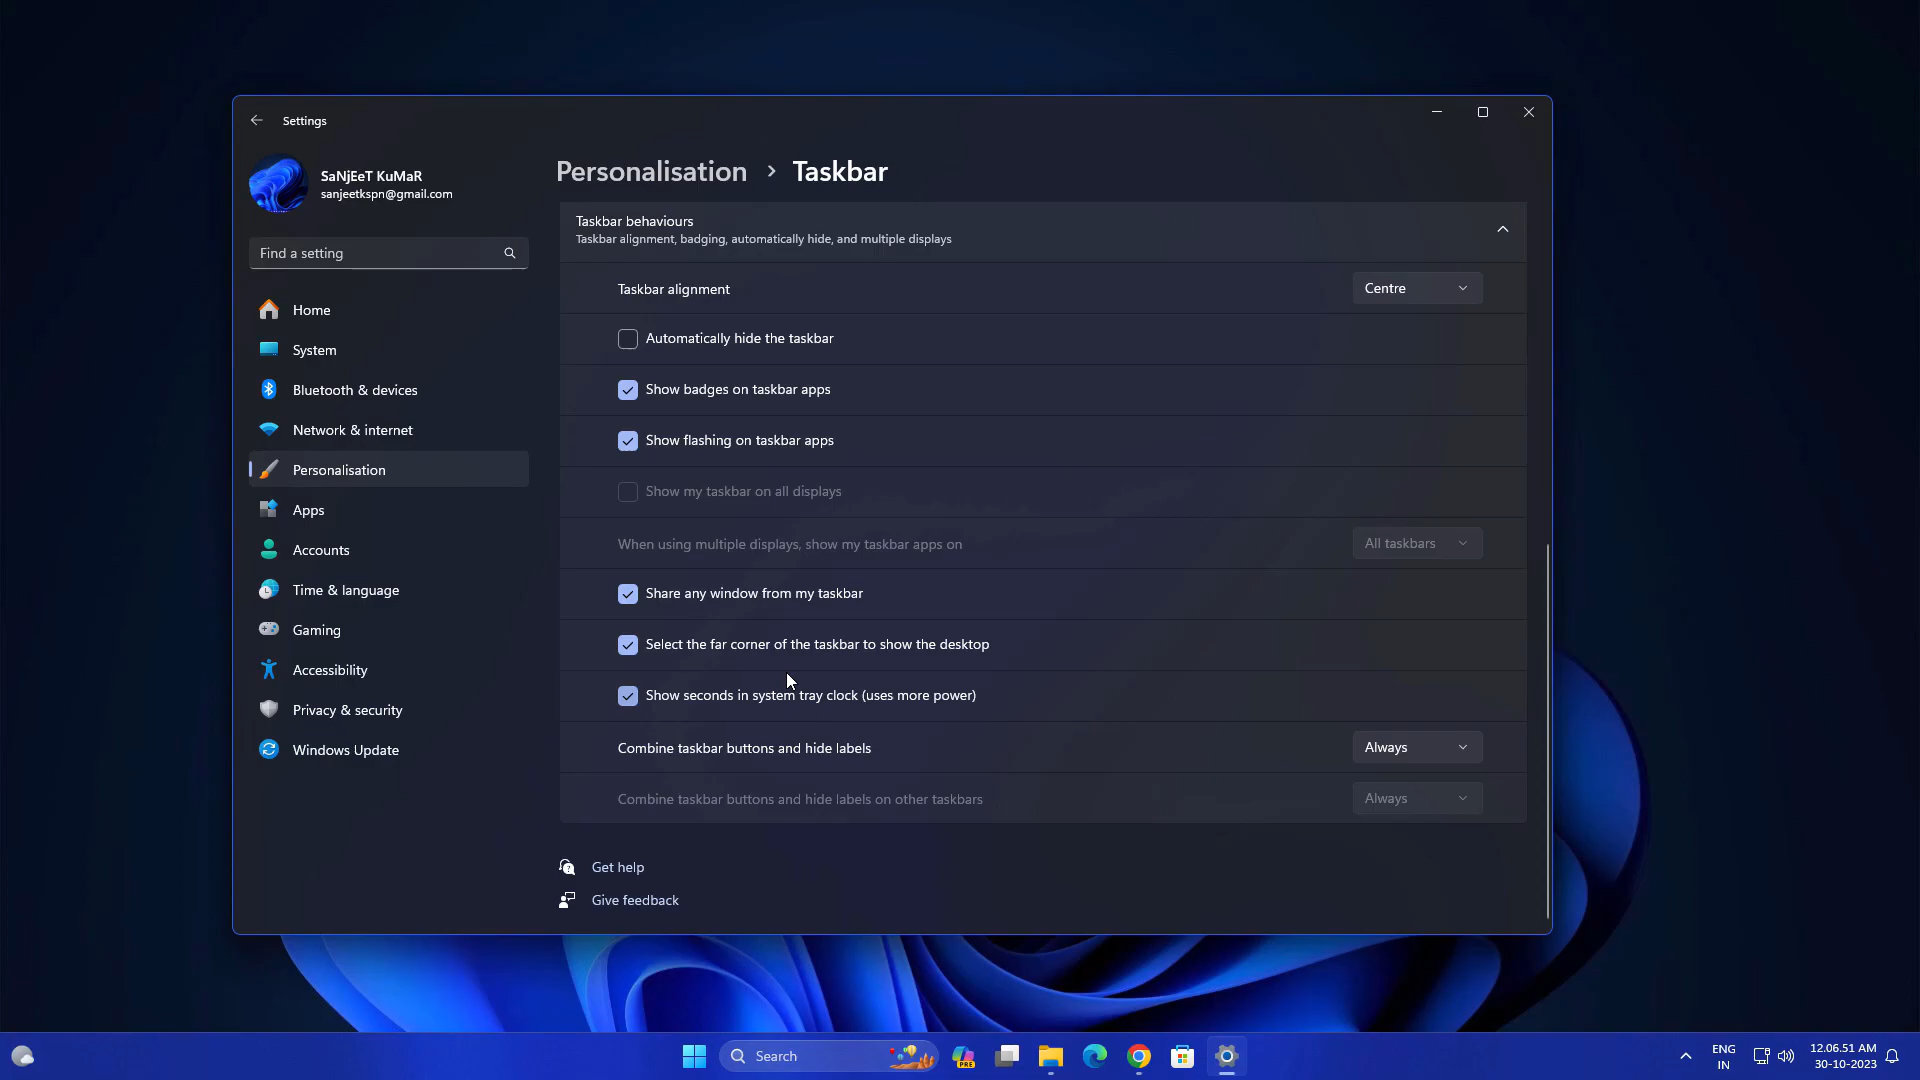 Settings
SaNjEeT KuMaR
sanjeetkspn@gmail.com
Find a setting
Home
System
Bluetooth & devices
Network & internet
Personalisation
Apps
Accounts
Time & language
Gaming
Accessibility
Privacy & security
Windows Update
Personalisation › Taskbar
Taskbar behaviours
Taskbar alignment, badging, automatically hide, and multiple displays
Taskbar alignment Centre
Automatically hide the taskbar
Show badges on taskbar apps
Show flashing on taskbar apps
Show my taskbar on all displays
When using multiple displays, show my taskbar apps on All taskbars
Share any window from my taskbar
Select the far corner of the taskbar to show the desktop
Show seconds in system tray clock (uses more power)
Combine taskbar buttons and hide labels Always
Combine taskbar buttons and hide labels on other taskbars Always
Get help
Give feedback
Search
PRE
ENG
IN
12.06.51 AM
30-10-2023